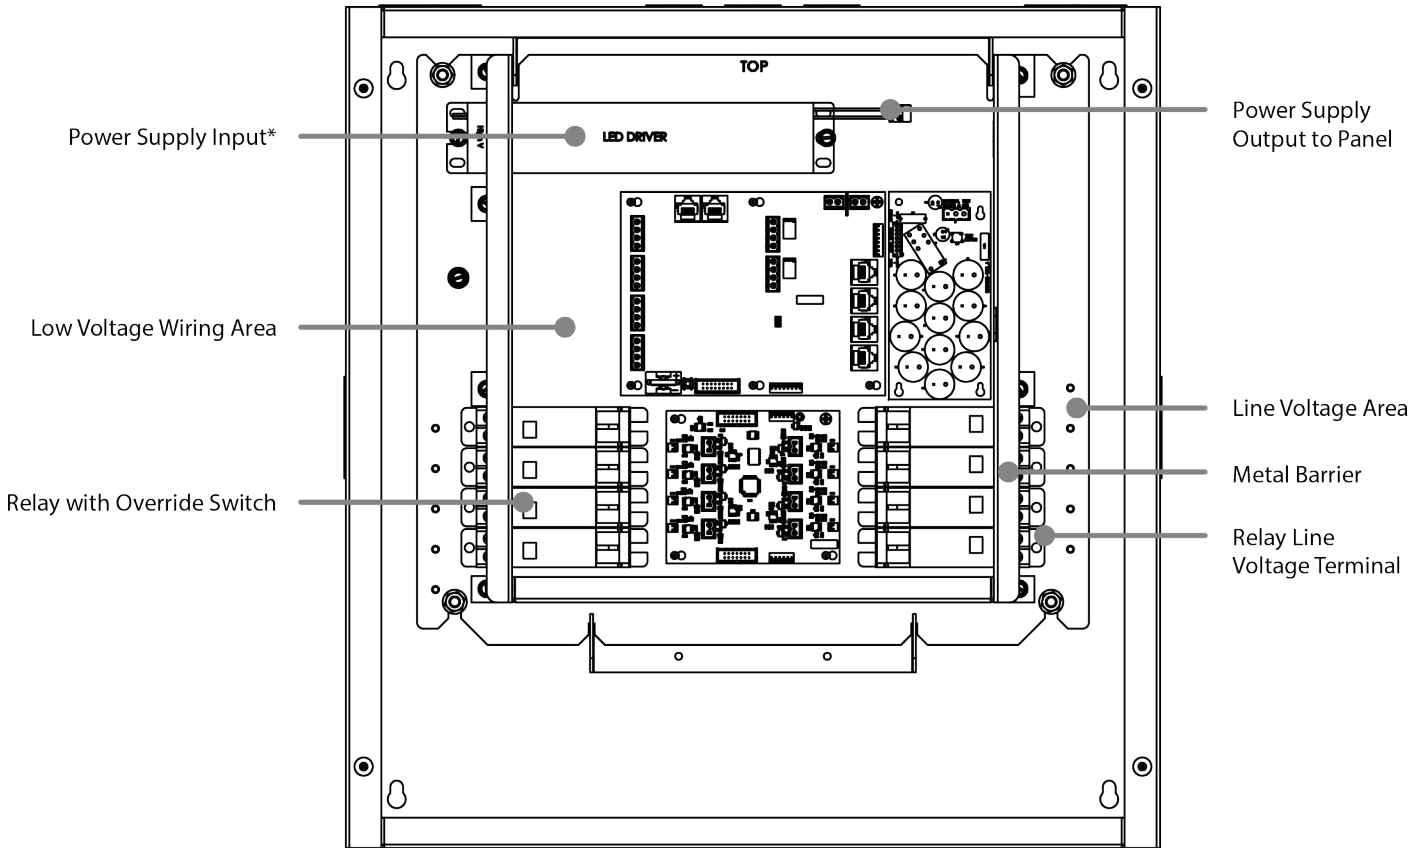 TOP
Power Supply Input*
LED DRIVER
Power Supply
Output to Panel
Low Voltage Wiring Area
Line Voltage Area
Metal Barrier
Relay with Override Switch
Relay Line
Voltage Terminal